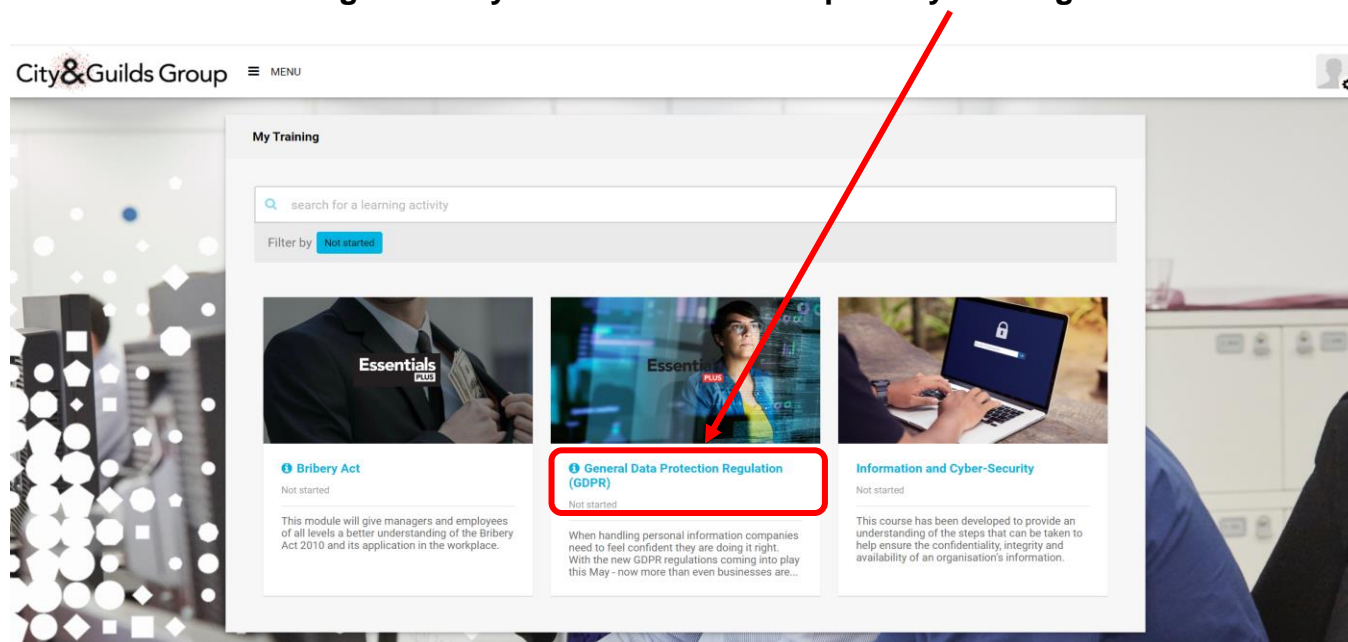 City&Guilds Group
MENU
My Training
search for a learning activity
Filter by Not started
Essentials
PLUS
Bribery Act
Not started
This module will give managers and employees
of all levels a better understanding of the Bribery
Act 2010 and its application in the workplace.
PLUS
General Data Protection Regulation
(GDPR)
Not started
When handling personal information companies
need to feel confident they are doing it right.
With the new GDPR regulations coming into play
this May - now more than even businesses are...
Information and Cyber-Security
Not started
This course has been developed to provide an
understanding of the steps that can be taken to
help ensure the confidentiality, integrity and
availability of an organisation's information.